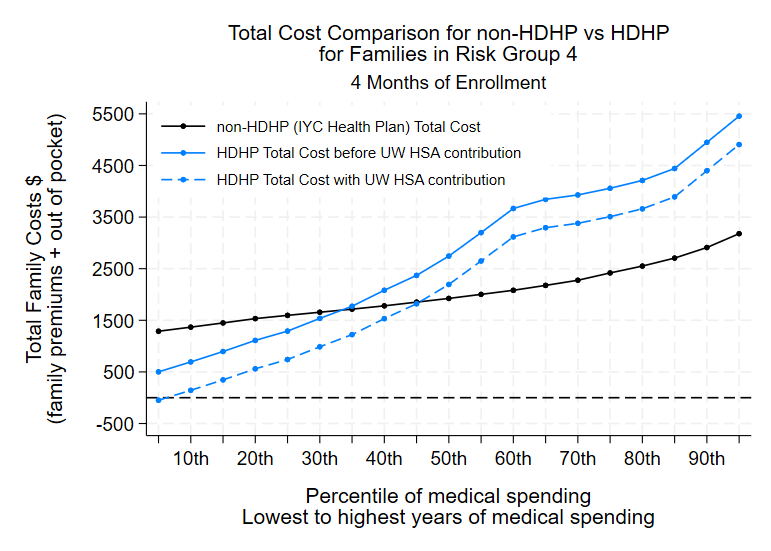 Total Cost Comparison for non-HDHP vs HDHP
for Families in Risk Group 4
4 Months of Enrollment
non-HDHP (IYC Health Plan) Total Cost
HDHP Total Cost before UW HSA contribution
HDHP Total Cost with UW HSA contribution
Total Family Costs $
(family premiums + out of pocket)
5500
4500
3500
2500
1500
500
-500
10th 20th 30th 40th 50th 60th 70th 80th 90th
Percentile of medical spending
Lowest to highest years of medical spending